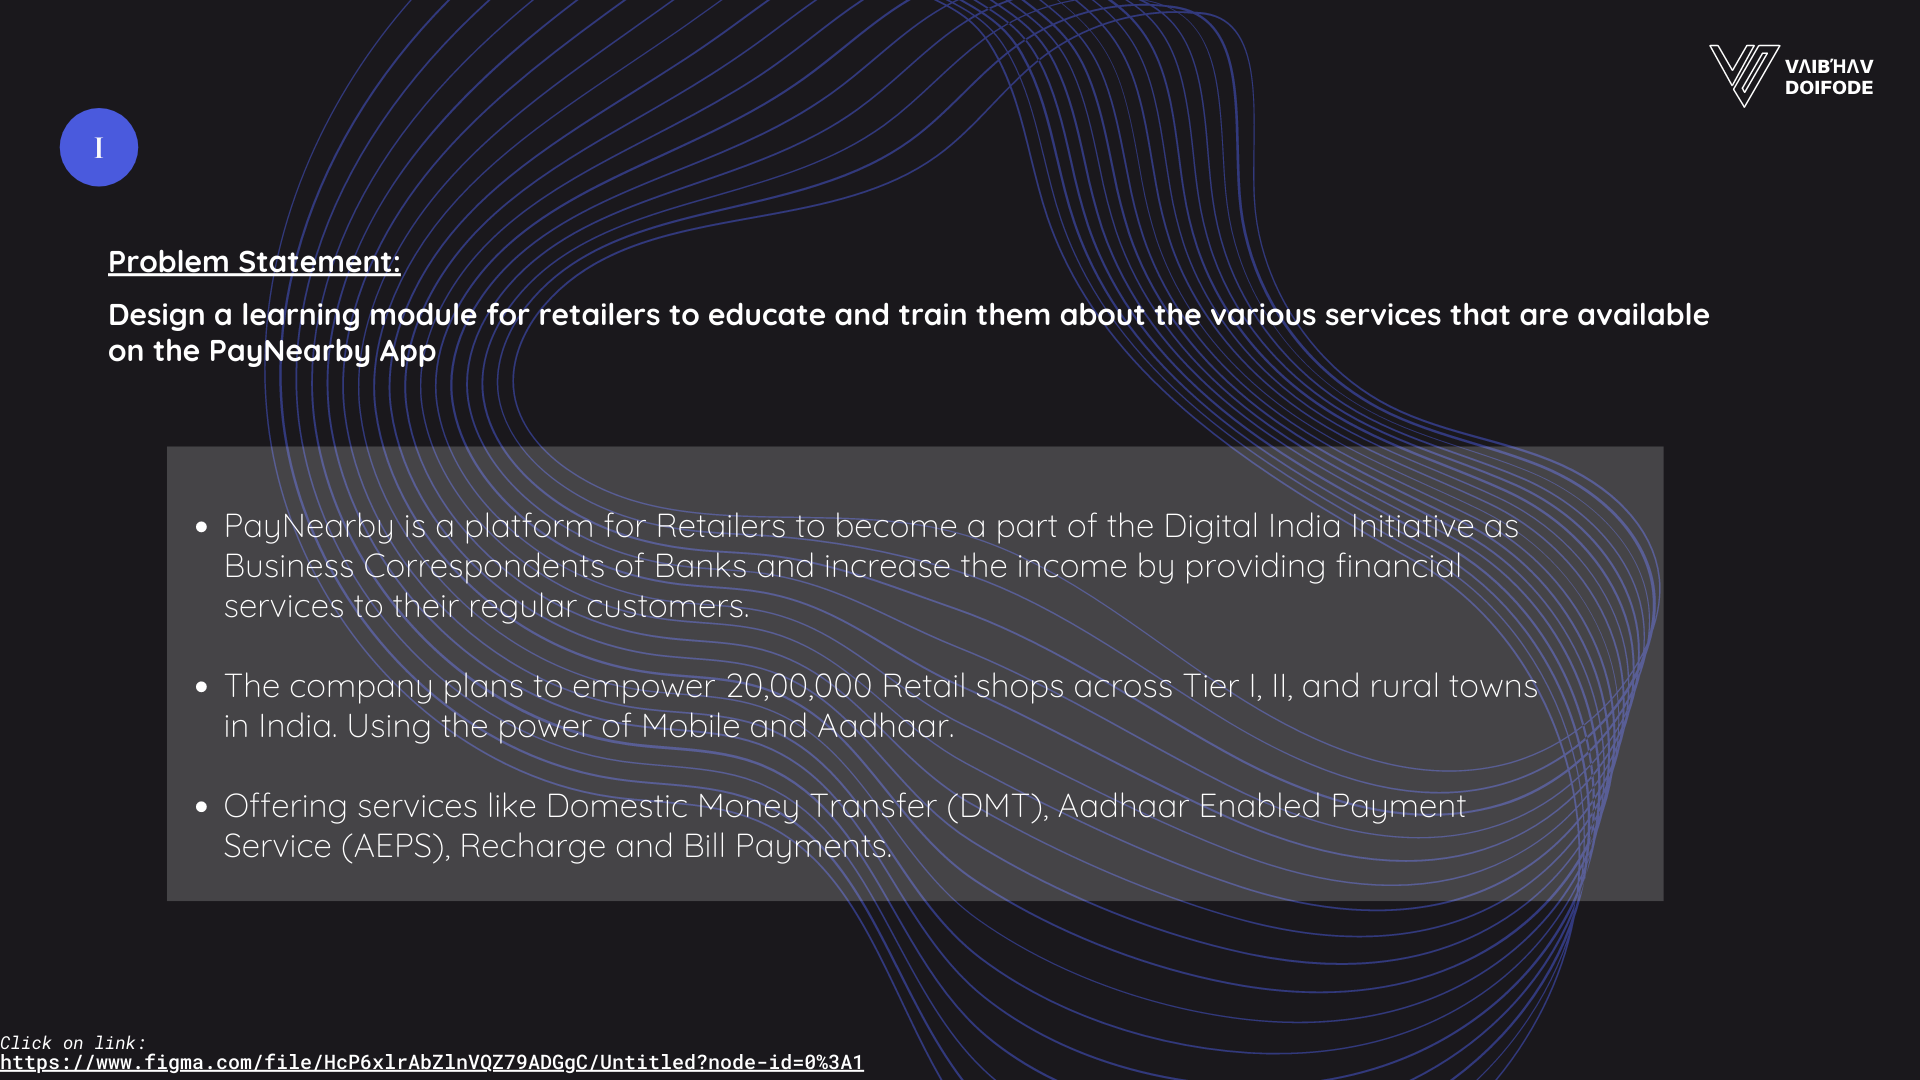 VAIBHAV
DOIFODE
I
Problem Statement:
Design a learning module for retailers to educate and train them about the various services that are available
on the PayNearby App
• PayNearby is a platform for Retailers to become a part of the Digital India Initiative as
Business Correspondents of Banks and increase the income by providing financial
services to their regular customers.
• The company plans to empower 20,00,000 Retail shops across Tier I, II, and rural towns
in India. Using the power of Mobile and Aadhaar.
• Offering services like Domestic Money Transfer (DMT), Aadhaar Enabled Payment
Service (AEPS), Recharge and Bill Payments.
Click on link:
https://www.figma.com/file/HcP6xlrAbZlnVQZ79ADGgC/Untitled?node-id=0%3A1